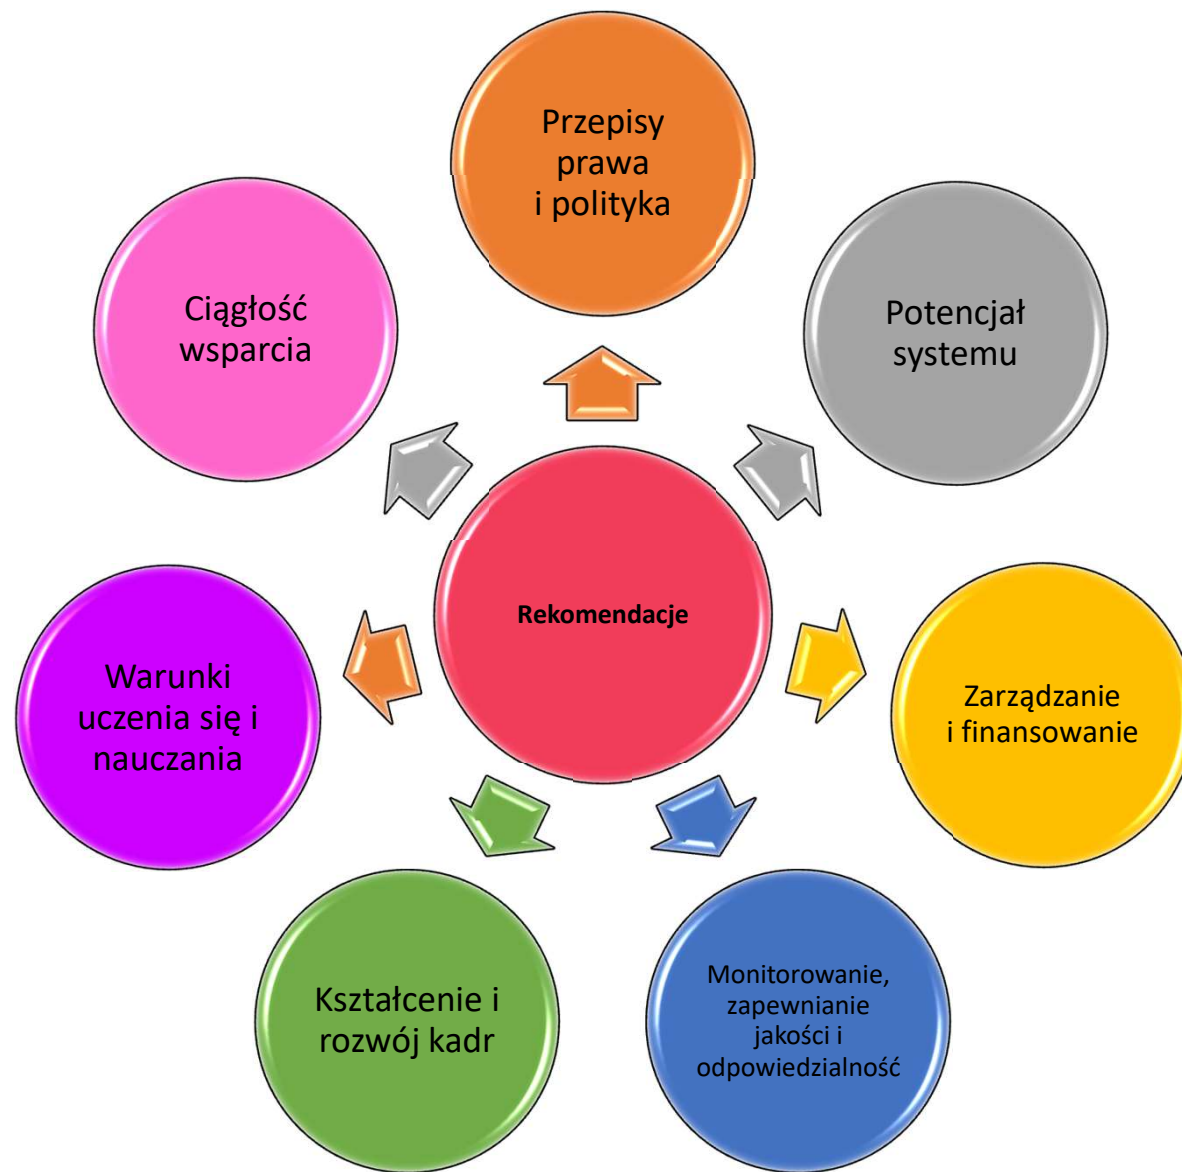 Przepisy
prawa
i polityka
Potencjał
systemu
Zarządzanie
i finansowanie
Monitorowanie,
zapewnianie
jakości i
odpowiedzialność
Kształcenie i
rozwój kadr
Warunki
uczenia się i
nauczania
Ciągłość
wsparcia
Rekomendacje